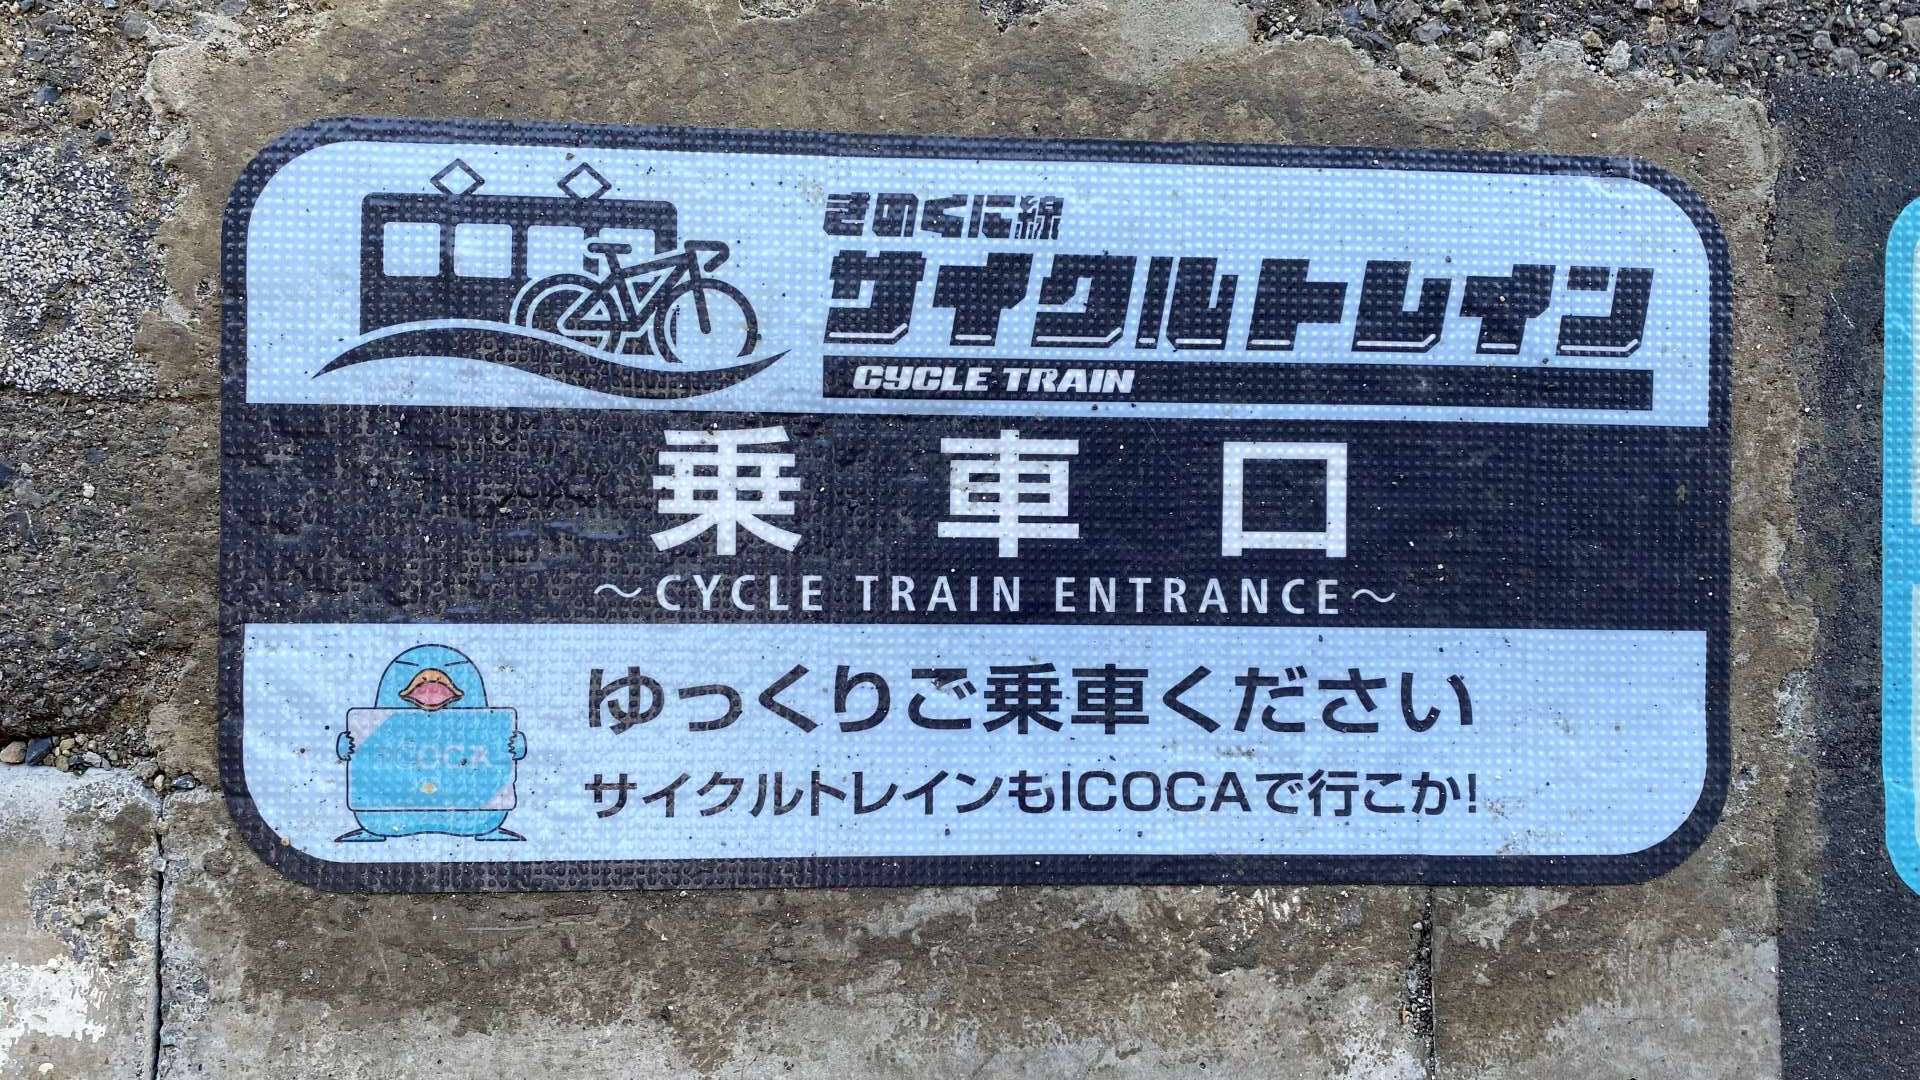 きのくに線
サイクルトレイン
CYCLE TRAIN
乗車口
～CYCLE TRAIN ENTRANCE～
ICOCA
ゆっくりご乗車ください
サイクルトレインもICOCAで行こか!